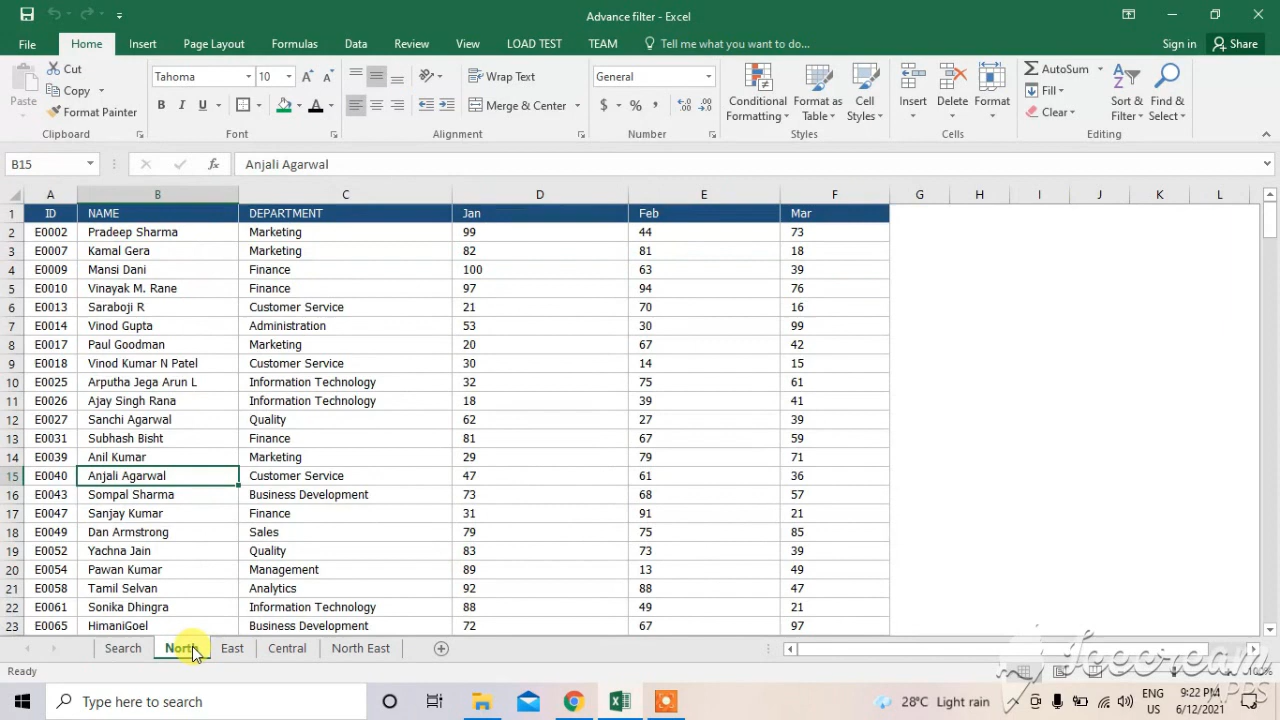 Advance filter - Excel
File Home Insert Page Layout Formulas Data Review View LOAD TEST TEAM Tell me what you want to do... Sign in Share
Paste Cut Copy Format Painter Clipboard
Tahoma 10 B I U A Font
Wrap Text Merge & Center Alignment
General $ % , Number
Conditional Formatting Format as Table Cell Styles Styles
Insert Delete Format Cells
AutoSum Fill Clear Sort & Filter Find & Select Editing
B15 fx Anjali Agarwal
A B C D E F G H I J K L
1 ID NAME DEPARTMENT Jan Feb Mar
2 E0002 Pradeep Sharma Marketing 99 44 73
3 E0007 Kamal Gera Marketing 82 81 18
4 E0009 Mansi Dani Finance 100 63 39
5 E0010 Vinayak M. Rane Finance 97 94 76
6 E0013 Saraboji R Customer Service 21 70 16
7 E0014 Vinod Gupta Administration 53 30 99
8 E0017 Paul Goodman Marketing 20 67 42
9 E0018 Vinod Kumar N Patel Customer Service 30 14 15
10 E0025 Arputha Jega Arun L Information Technology 32 75 61
11 E0026 Ajay Singh Rana Information Technology 18 39 41
12 E0027 Sanchi Agarwal Quality 62 27 39
13 E0031 Subhash Bisht Finance 81 67 59
14 E0039 Anil Kumar Marketing 29 79 71
15 E0040 Anjali Agarwal Customer Service 47 61 36
16 E0043 Sompal Sharma Business Development 73 68 57
17 E0047 Sanjay Kumar Finance 31 91 21
18 E0049 Dan Armstrong Sales 79 75 85
19 E0052 Yachna Jain Quality 83 73 39
20 E0054 Pawan Kumar Management 89 13 49
21 E0058 Tamil Selvan Analytics 92 88 47
22 E0061 Sonika Dhingra Information Technology 88 49 21
23 E0065 HimaniGoel Business Development 72 67 97
Search North East Central North East
Ready 100%
Icecream APPS
Type here to search 28°C Light rain ENG US 9:22 PM 6/12/2021